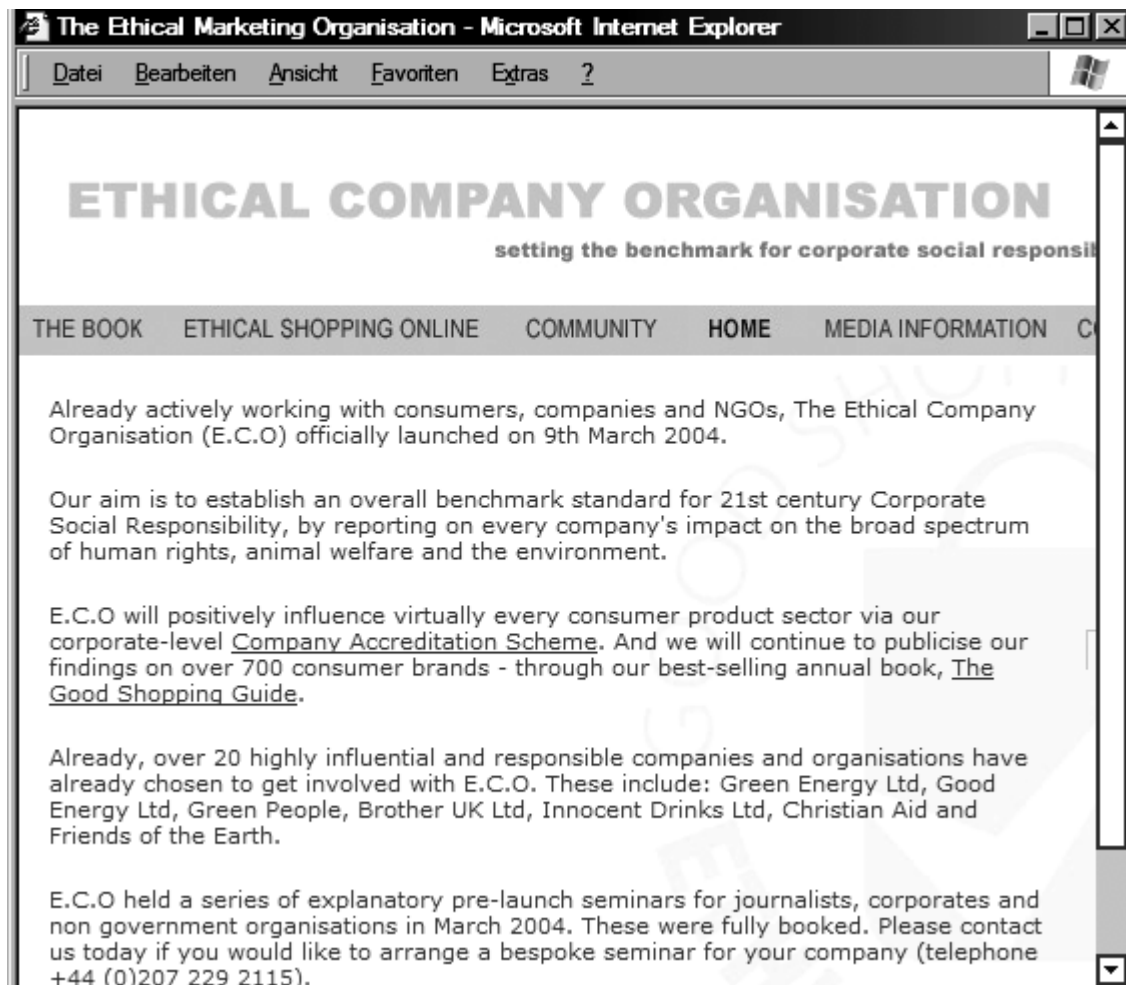 The Ethical Marketing Organisation - Microsoft Internet Explorer
Datei Bearbeiten Ansicht Favoriten Extras ?
ETHICAL COMPANY ORGANISATION
setting the benchmark for corporate social
THE BOOK ETHICAL SHOPPING ONLINE COMMUNITY HOME MEDIA INFORMATION
Already actively working with consumers, companies and NGOs, The Ethical Company
Organisation (E.C.O) officially launched on 9th March 2004.
Our aim is to establish an overall benchmark standard for 21st century Corporate
Social Responsibility, by reporting on every company's impact on the broad spectrum
of human rights, animal welfare and the environment.
E.C.O will positively influence virtually every consumer product sector via our
corporate-level Company Accreditation Scheme. And we will continue to publicise our
findings on over 700 consumer brands - through our best-selling annual book, The
Good Shopping Guide.
Already, over 20 highly influential and responsible companies and organisations have
already chosen to get involved with E.C.O. These include: Green Energy Ltd, Good
Energy Ltd, Green People, Brother UK Ltd, Innocent Drinks Ltd, Christian Aid and
Friends of the Earth.
E.C.O held a series of explanatory pre-launch seminars for journalists, corporates and
non government organisations in March 2004. These were fully booked. Please contact
us today if you would like to arrange a bespoke seminar for your company (telephone
+44 (0)207 229 2115).
GOOD